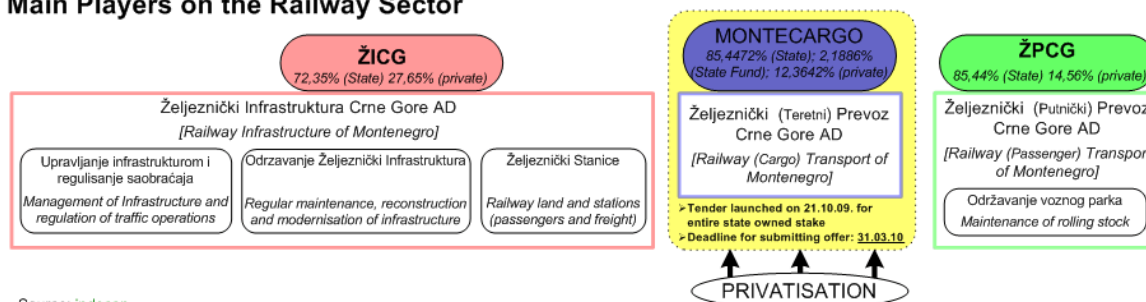 Main Players on the Railway Sector
ŽICG
72,35% (State) 27,65% (private)
Željeznički Infrastruktura Crne Gore AD
[Railway Infrastructure of Montenegro]
Upravljanje infrastrukturom i
regulisanje saobraćaja
Management of Infrastructure and
regulation of traffic operations
Odrzavanje Željeznički Infrastruktura
Regular maintenance, reconstruction
and modernisation of infrastructure
Željeznički Stanice
Railway land and stations
(passengers and freight)
MONTECARGO
85,4472% (State); 2,1886%
(State Fund); 12,3642% (private)
Željeznički (Teretni) Prevoz
Crne Gore AD
[Railway (Cargo) Transport of
Montenegro]
➢Tender launched on 21.10.09. for
entire state owned stake
➢Deadline for submitting offer: 31.03.10
PRIVATISATION
ŽPCG
85,44% (State) 14,56% (private)
Željeznički (Putnički) Prevoz
Crne Gore AD
[Railway (Passenger) Transport
of Montenegro]
Održavanje voznog parka
Maintenance of rolling stock